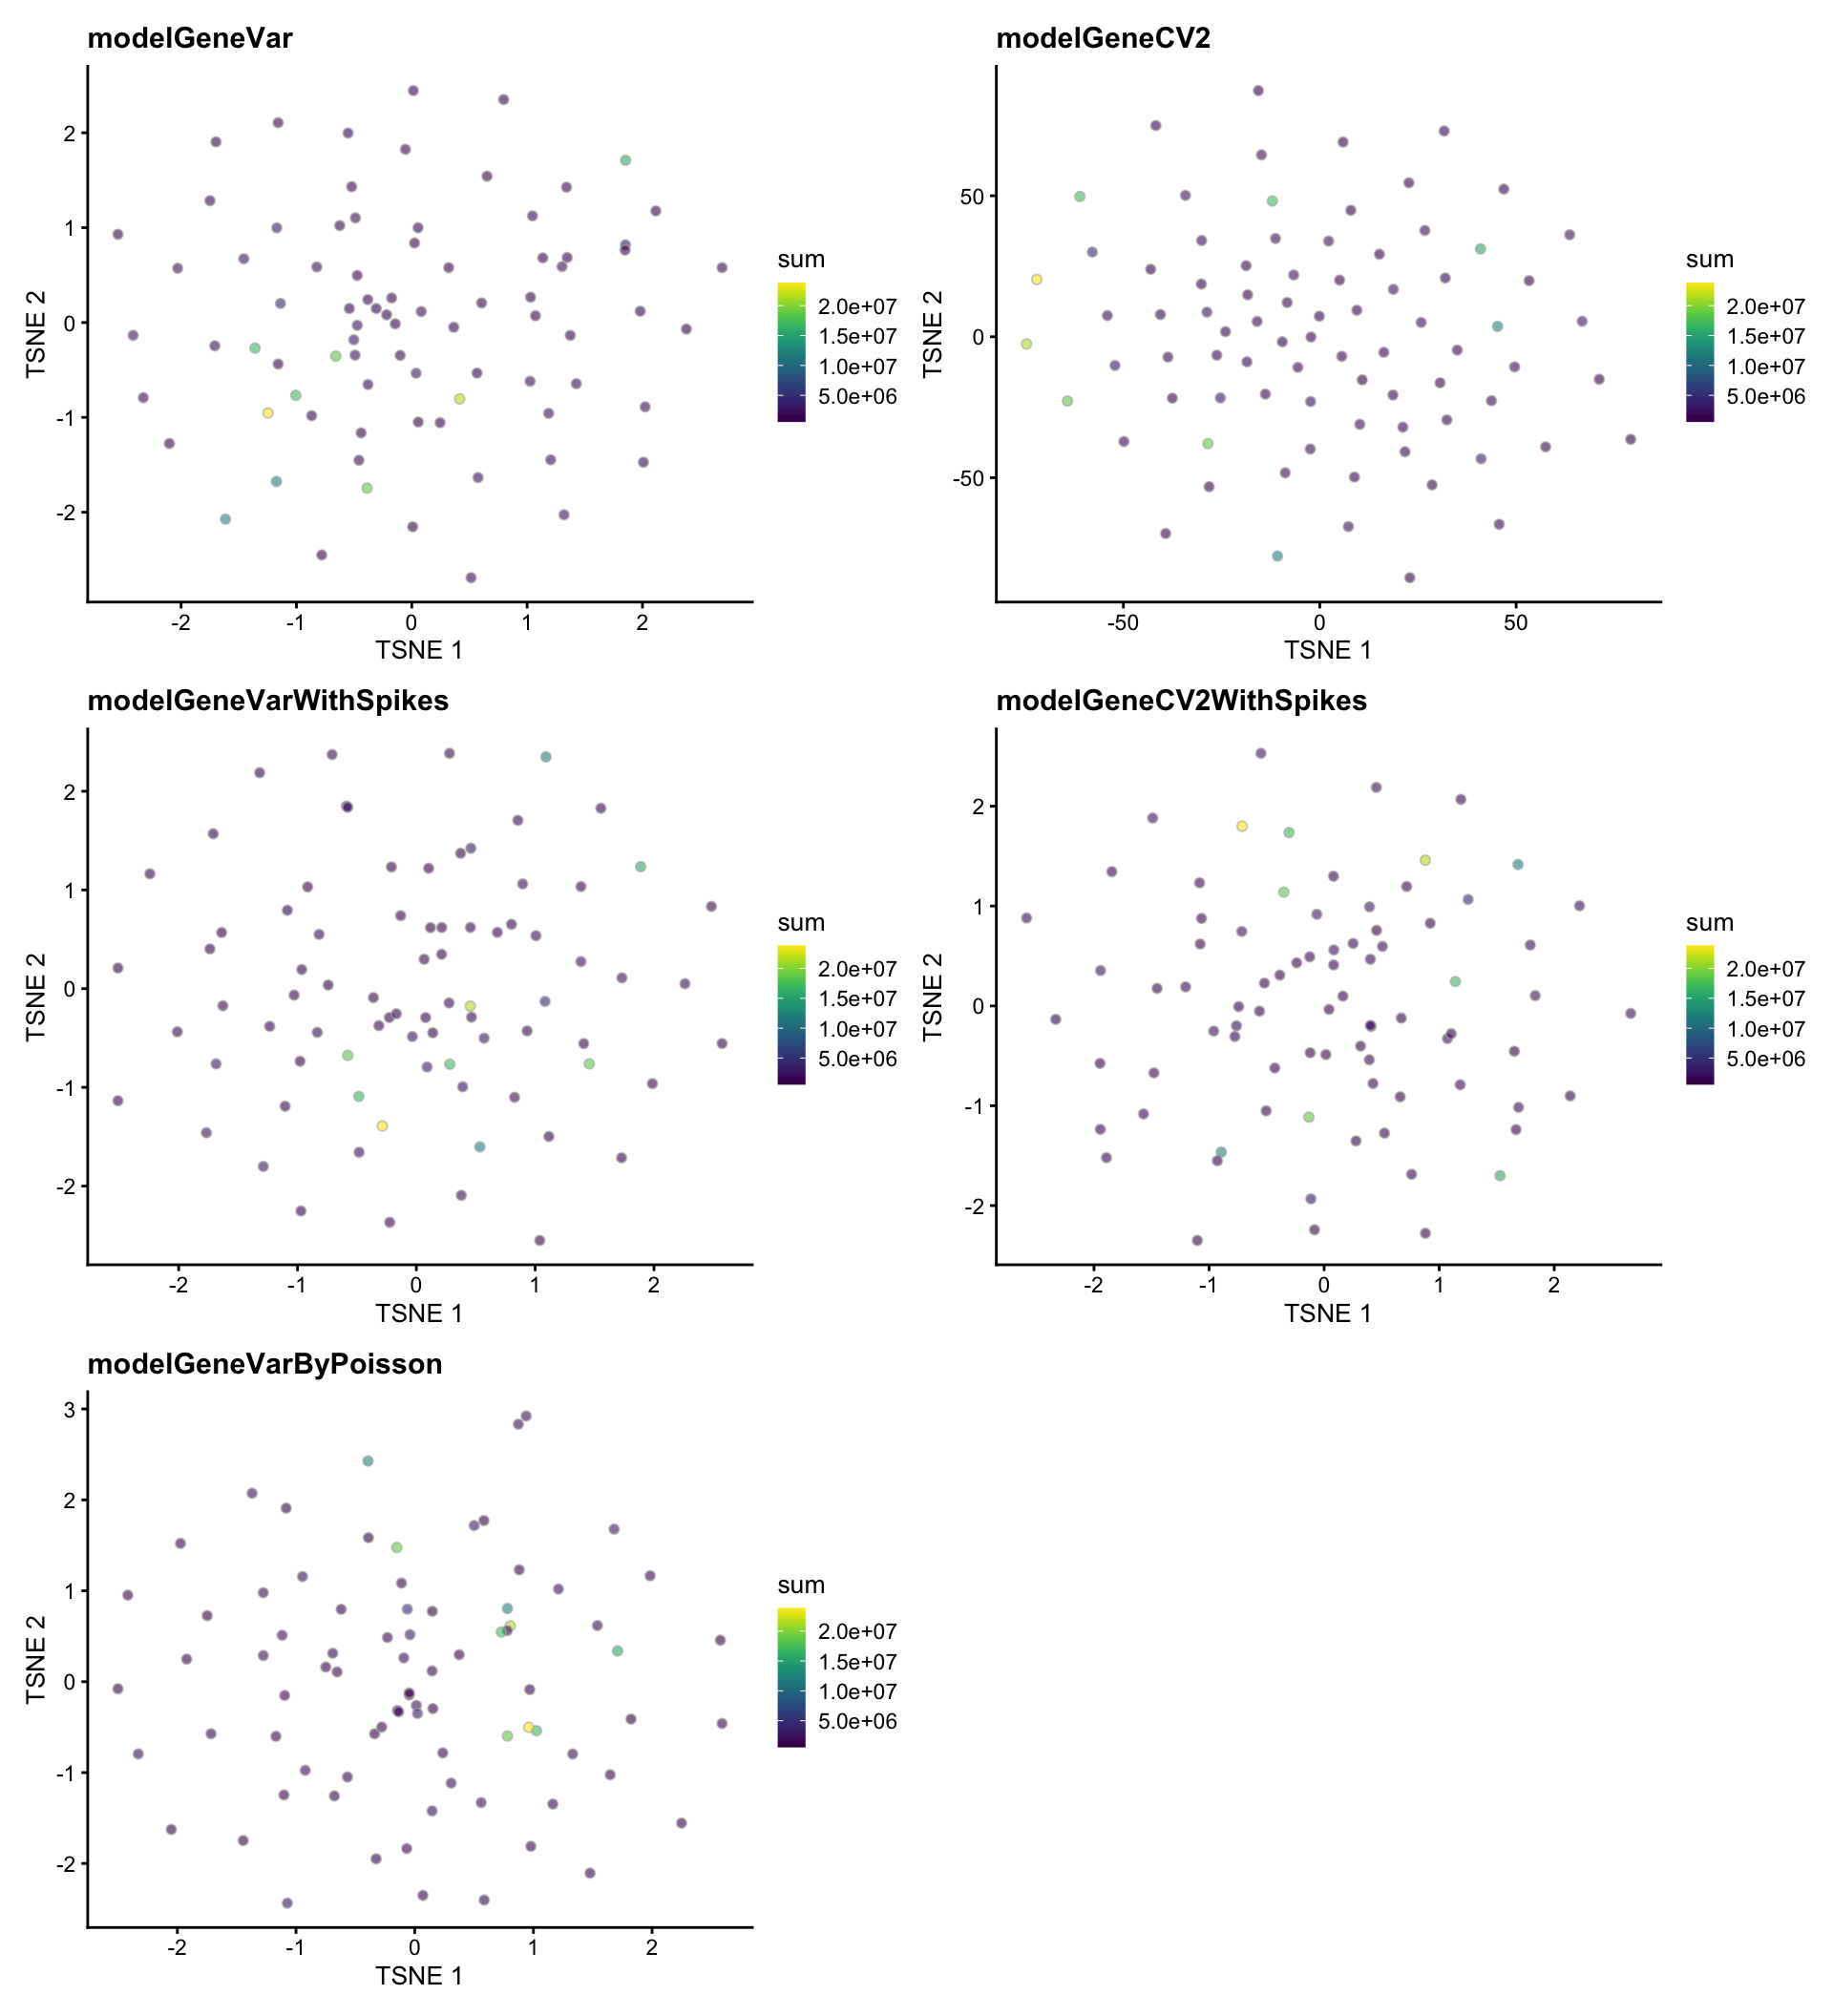 modelGeneVar
TSNE 2
2
1
0
-1
-2
-2 -1 0 1 2
TSNE 1
sum
2.0e+07
1.5e+07
1.0e+07
5.0e+06
modelGeneCV2
TSNE 2
50
0
-50
-50 0 50
TSNE 1
sum
2.0e+07
1.5e+07
1.0e+07
5.0e+06
modelGeneVarWithSpikes
TSNE 2
2
1
0
-1
-2
-2 -1 0 1 2
TSNE 1
sum
2.0e+07
1.5e+07
1.0e+07
5.0e+06
modelGeneCV2WithSpikes
TSNE 2
2
1
0
-1
-2
-2 -1 0 1 2
TSNE 1
sum
2.0e+07
1.5e+07
1.0e+07
5.0e+06
modelGeneVarByPoisson
TSNE 2
3
2
1
0
-1
-2
-2 -1 0 1 2
TSNE 1
sum
2.0e+07
1.5e+07
1.0e+07
5.0e+06